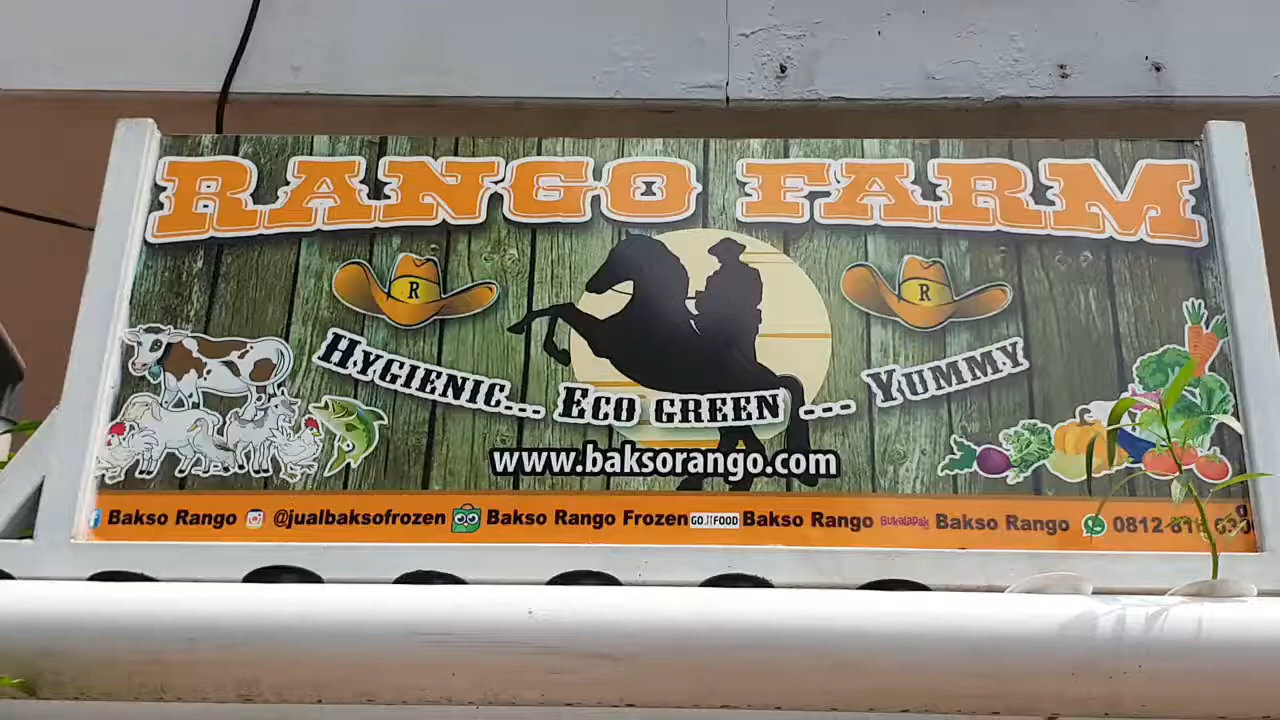 RANGO FARM
R R
HYGIENIC... ECO GREEN ... YUMMY
www.baksorango.com
f Bakso Rango @jualbaksofrozen Bakso Rango Frozen GOFOOD Bakso Rango BukaLapak Bakso Rango 0812